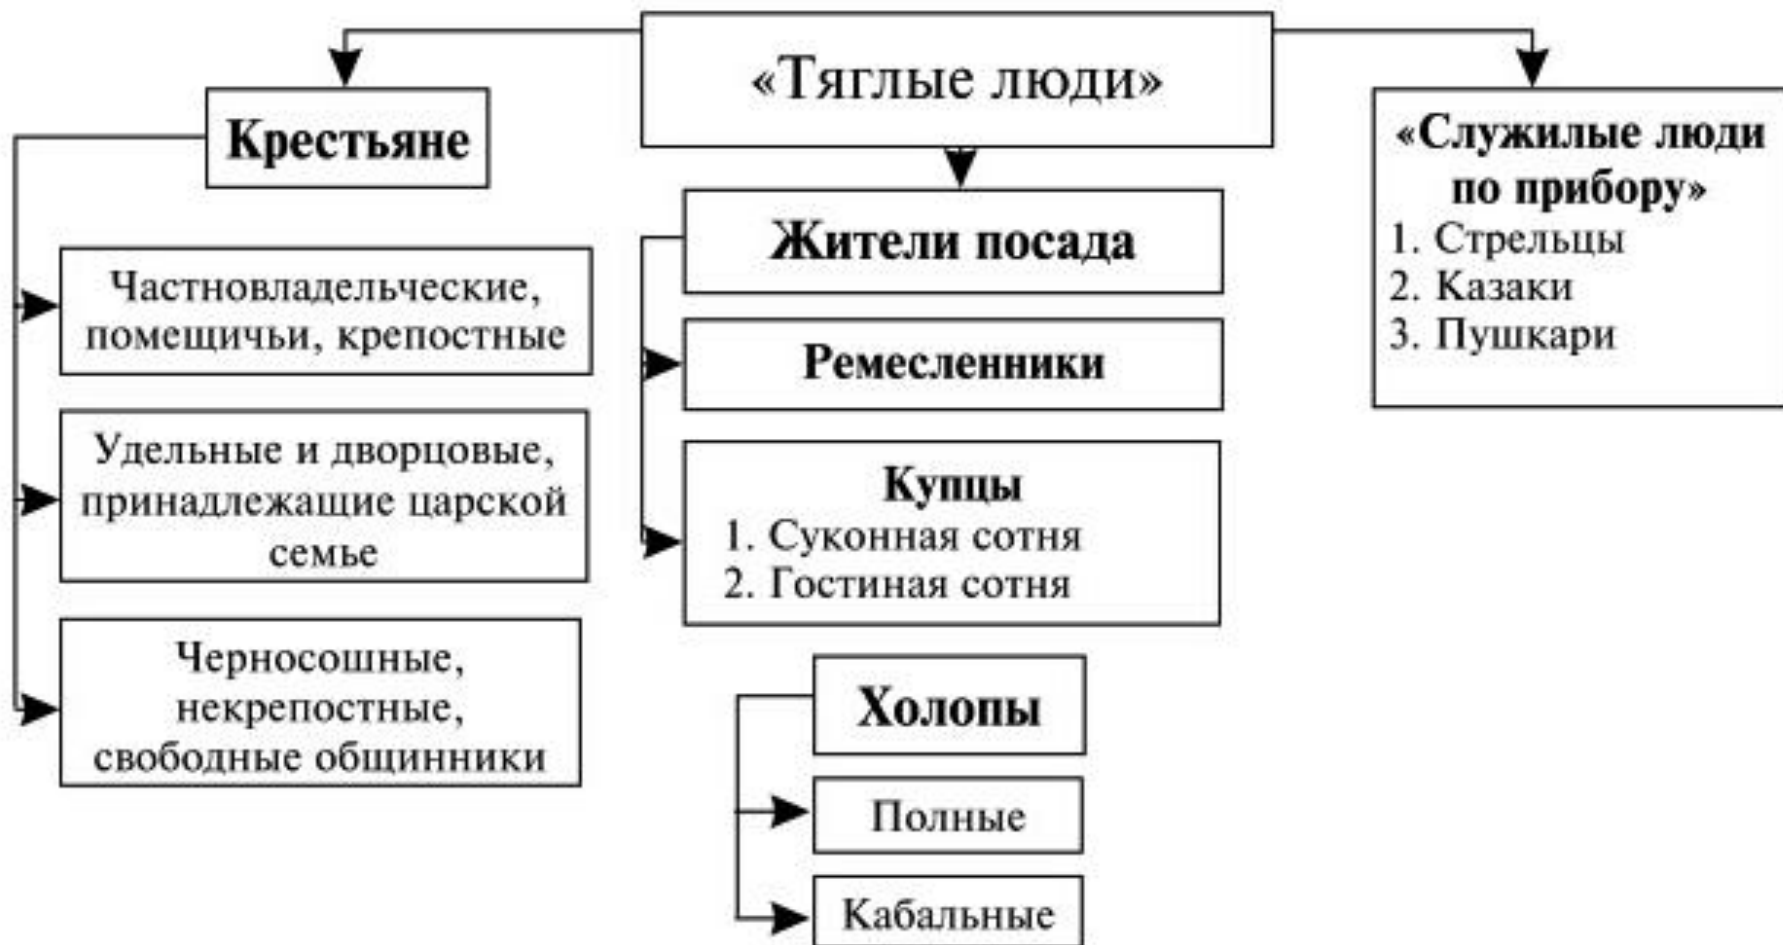 «Тяглые люди»
Крестьяне
Частновладельческие,
помещичьи, крепостные
Удельные и дворцовые,
принадлежащие царской
семье
Черносошные,
некрепостные,
свободные общинники
Жители посада
Ремесленники
Купцы
1. Суконная сотня
2. Гостиная сотня
Холопы
Полные
Кабальные
«Служилые люди
по прибору»
1. Стрельцы
2. Казаки
3. Пушкари